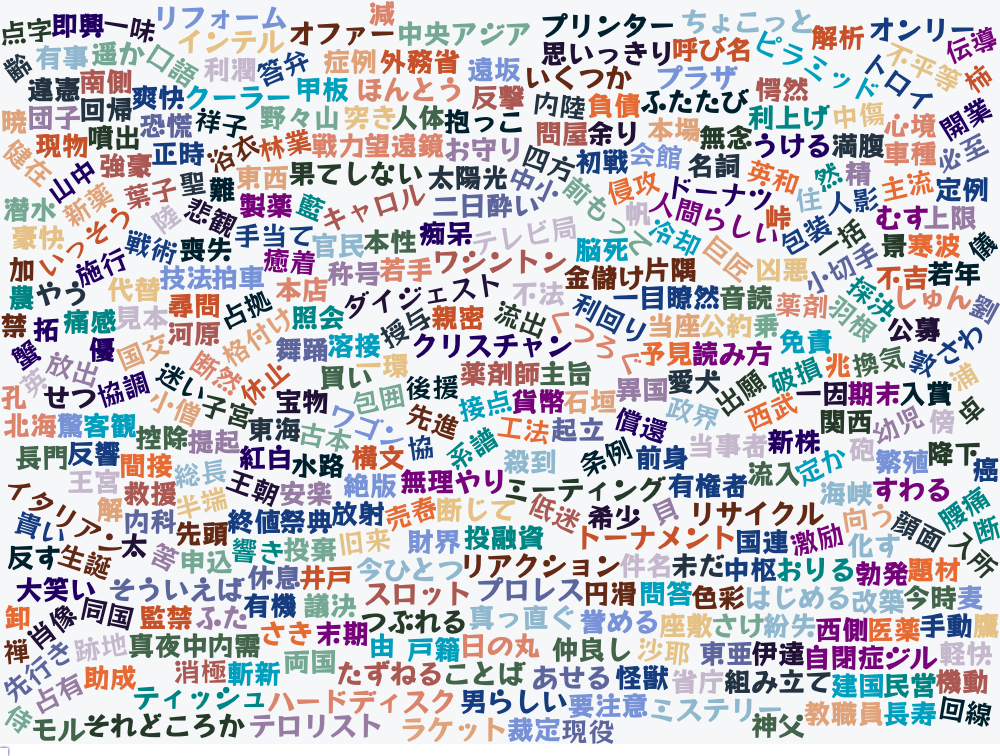 点字 即興 一味 リフォーム 減 オファー 中央アジア プリンター ちょこっと 解析 オンリー 伝導
インテル 思いっきり 呼び名 ピラミッド 不平等 柿
齢 有事 遥か 口語 利潤 答弁 症例 外務省 遠坂 いくつか プラザ 愕然 トロイ
違憲 南側 爽快 クーラー 甲板 ほんとう 反撃 内陸 負債 ふたたび 利上げ 中傷 心境 開業
暁 団子 回帰 恐慌 祥子 野々山 突き 人体 抱っこ 問屋 余り 本場 無念 うける 満腹 車種 必至
健在 現物 噴出 正時 浴衣 林業 戦力 望遠鏡 お守り 四方 初戦 会館 名詞 英和 然 精
山中 強豪 葉子 聖 難 東西 果てしない 太陽光 中小 前もって 侵攻 ドーナツ 住 人影 主流 定例
潜水 新薬 陸 悲観 製薬 藍 キャロル 二日酔い 帆 人間らしい 峠 包装 一括 むす 上限
豪快 いっそう 戦術 喪失 手当て 官民 本性 痴呆 テレビ局 脳死 冷却 巨匠 小切手 景 寒波 儀
加 施行 技法 拍車 癒着 称号 若手 ワシントン 金儲け 片隅 凶悪 探決 不吉 若年
農 やう 代替 尋問 占拠 本店 ダイジェスト 不法 利回り 一目瞭然 音読 薬剤 羽根 しゅん 劉
禁 拓 痛感 見本 河原 格付け 照会 授与 親密 流出 くつろぐ 当座 公約 乗 免責 公募 敦 さわ
蟹 優 国交 断然 舞踊 溶接 クリスチャン 予見 読み方 兆 換気
英 放出 協調 迷い 休止 買い 一環 包囲 後援 薬剤師 主旨 異国 愛犬 出願 破損 浦
孔 せつ 小僧 子宮 宝物 ワゴン 先進 接点 貨幣 石垣 償還 政界 西武 一因 期末 入賞 卓
北海 驚 客観 控除 提起 東海 古本 協 系譜 工法 起立 条例 当事者 新株 関西 砲 幼児 傍
長門 反響 間接 総長 紅白 水路 構文 殺到 前身 流入 定か 繁殖 降下 癌
王宮 救援 半端 王朝 安楽 絶版 無理やり ミーティング 有権者 海峡 すわる 腰痛
イタリアン 解 内科 先頭 終値 祭典 放射 売春 断じて 低迷 希少 貝 リサイクル 向う 顔面 断
貴い 太 筈 申込 響き 投棄 旧来 財界 投融資 トーナメント 国連 激励 化す 入所
反す 生誕 今ひとつ リアクション 件名 未だ 中枢 おりる 勃発 題材
大笑い そういえば 休息 井戸 スロット プロレス 円滑 問答 色彩 はじめる 改築 今時 麦
卸 肖像 同国 監禁 ふた 有機 議決 つぶれる 真っ直ぐ 誉める 座敷 さけ 紛失 西側 医薬 手動 鷹
禅 先行き 跡地 真夜中 内需 さき 末期 由 戸籍 日の丸 仲良し 沙耶 東亜 伊達 自閉症 ジル 軽快
占有 助成 消極 斬新 両国 たずねる ことば あせる 怪獣 省庁 組み立て 建国 民営 機動
侍 ティッシュ ハードディスク 男らしい 要注意 ミステリー 教職員 長寿 回線
モル それどころか テロリスト ラケット 裁定 現役 神父